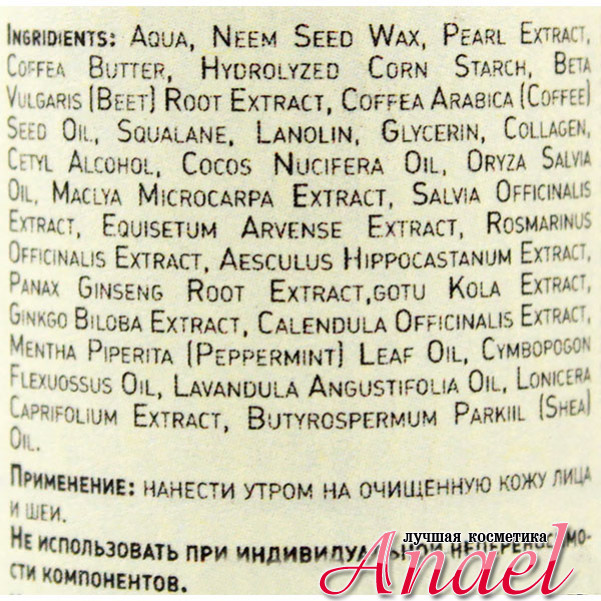 Ingridients: Aqua, Neem Seed Wax, Pearl Extract,
Coffea Butter, Hydrolyzed Corn Starch, Beta
Vulgaris (Beet) Root Extract, Coffea Arabica (Coffee)
Seed Oil, Squalane, Lanolin, Glycerin, Collagen,
Cetyl Alcohol, Cocos Nucifera Oil, Oryza Salvia
Oil, Maclya Microcarpa Extract, Salvia Officinalis
Extract, Equisetum Arvense Extract, Rosmarinus
Officinalis Extract, Aesculus Hippocastanum Extract,
Panax Ginseng Root Extract,gotu Kola Extract,
Ginkgo Biloba Extract, Calendula Officinalis Extract,
Mentha Piperita (Peppermint) Leaf Oil, Cymbopogon
Flexuossus Oil, Lavandula Angustifolia Oil, Lonicera
Caprifolium Extract, Butyrospermum Parkiil (Shea)
Oil.
Применение: нанести утром на очищенную кожу лица
и шеи.
Не использовать при индивидуальной непереносимо-
сти компонентов.
лучшая косметика
Anael